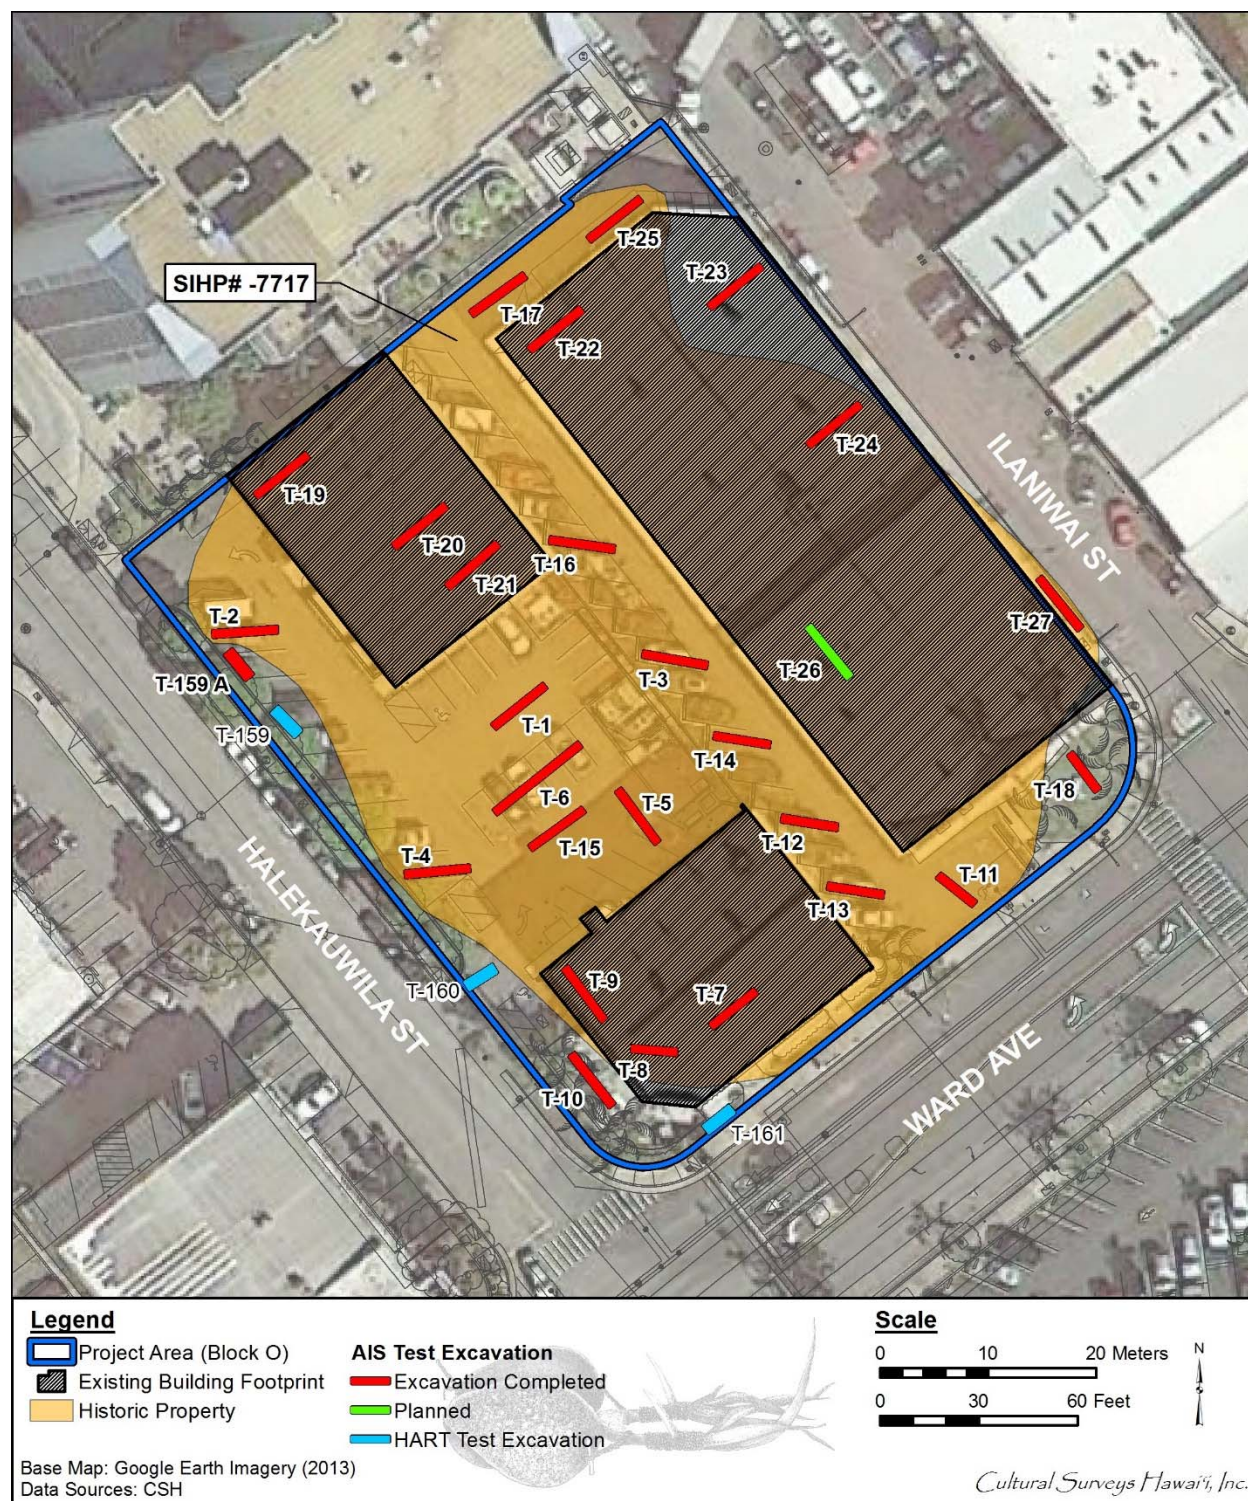 T-25
T-23
SIHP# -7717
T-17
T-22
T-24
ILANIWAI ST
T-19
T-20
T-16
T-21
T-27
T-2
T-3
T-26
T-159 A
T-1
T-159
T-14
T-18
T-6
T-5
T-12
T-15
HALEKAUWILA ST
T-4
T-11
T-13
T-160
T-9
T-7
WARD AVE
T-8
T-10
T-161
Legend
Project Area (Block O)
Existing Building Footprint
Historic Property
AIS Test Excavation
Excavation Completed
Planned
HART Test Excavation
Scale
0 10 20 Meters
0 30 60 Feet
N
Base Map: Google Earth Imagery (2013)
Data Sources: CSH
Cultural Surveys Hawaiʻi, Inc.